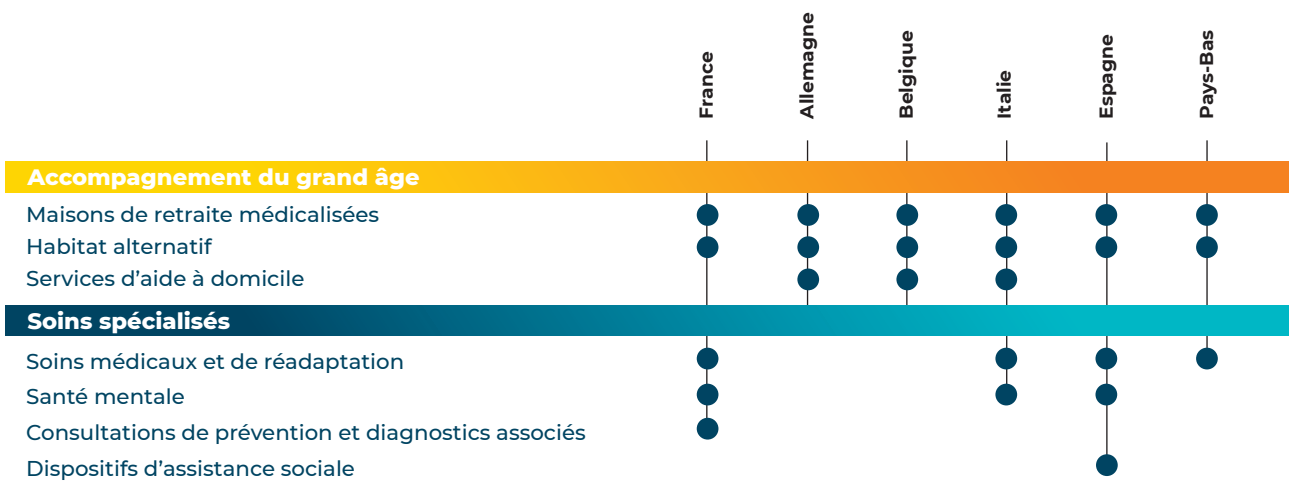 France
Allemagne
Belgique
Italie
Espagne
Pays-Bas
Accompagnement du grand âge
Maisons de retraite médicalisées
Habitat alternatif
Services d’aide à domicile
Soins spécialisés
Soins médicaux et de réadaptation
Santé mentale
Consultations de prévention et diagnostics associés
Dispositifs d’assistance sociale